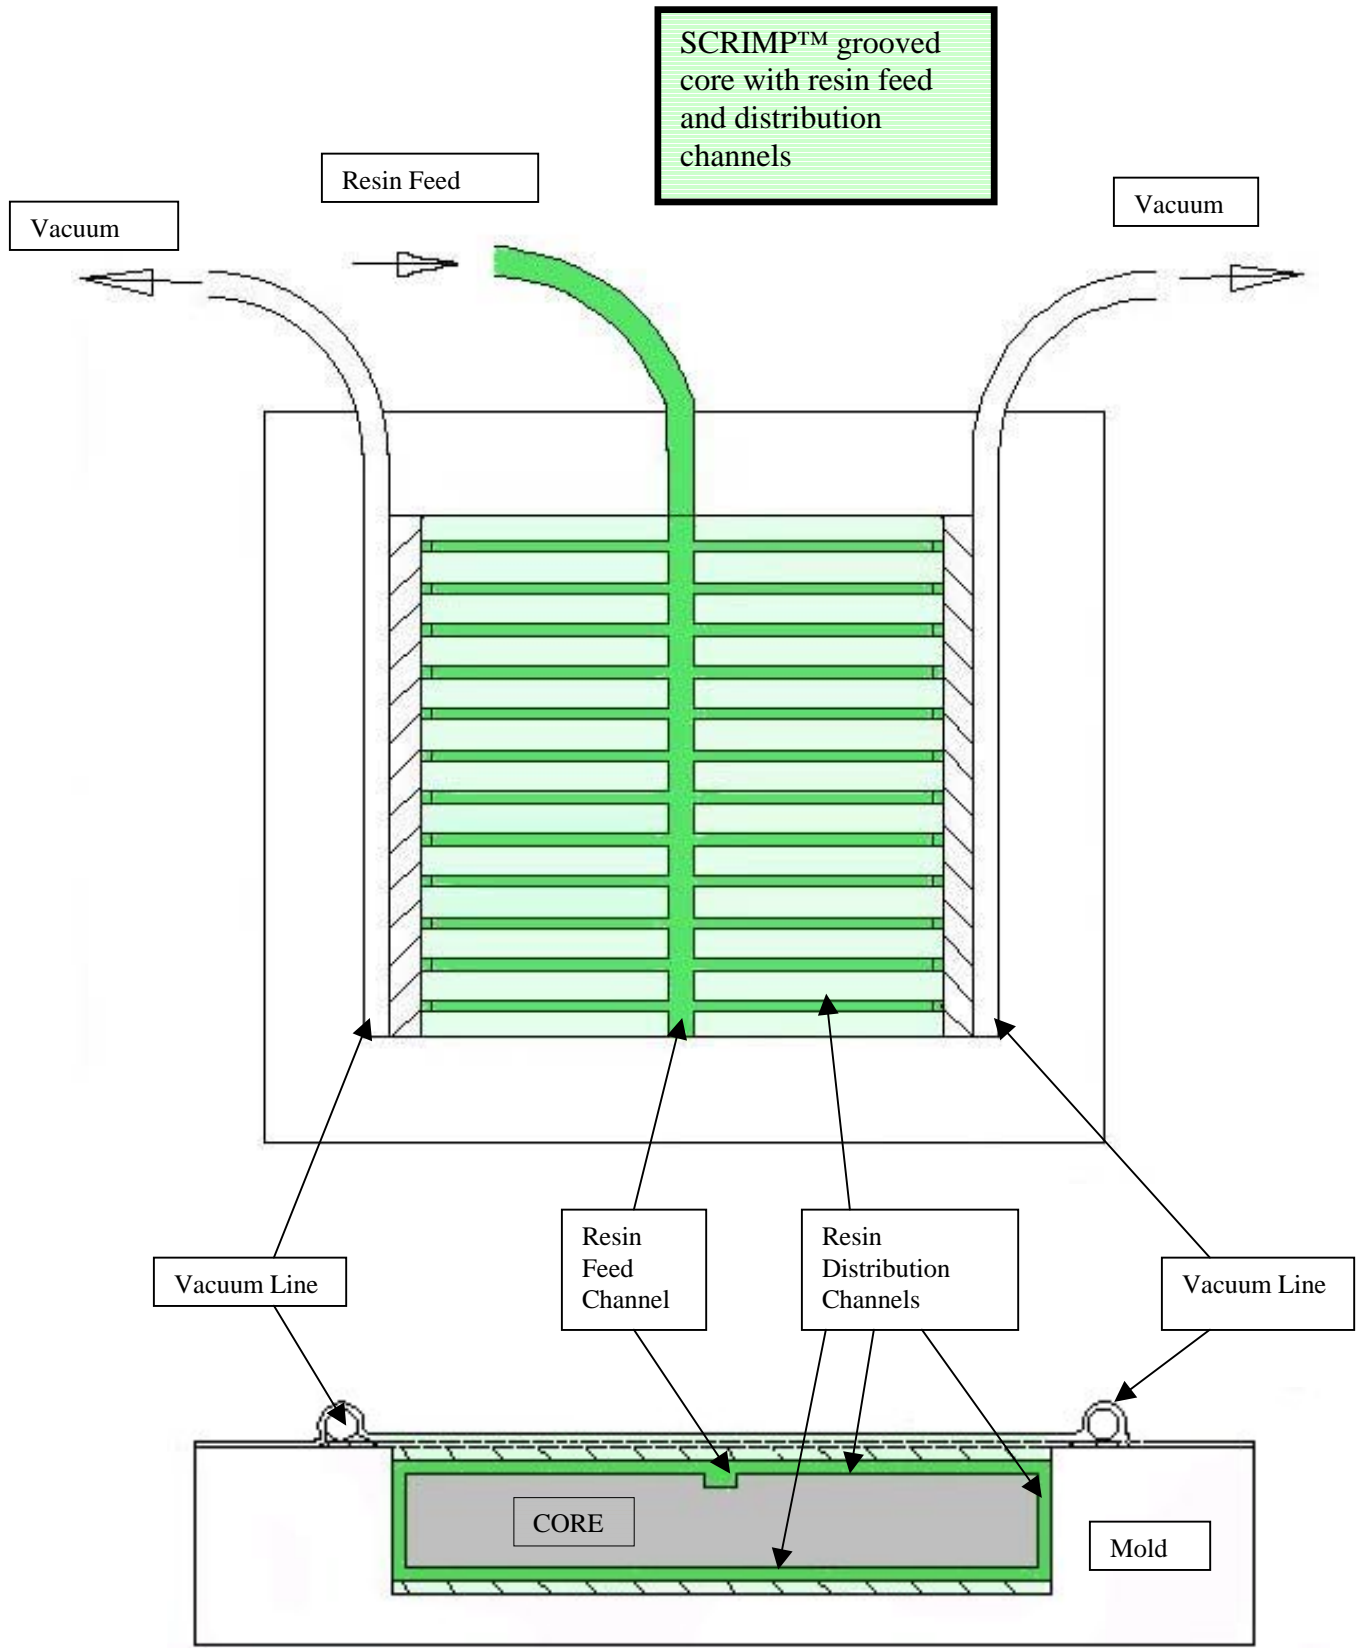 SCRIMP™ grooved
core with resin feed
and distribution
channels
Resin Feed
Vacuum
Vacuum
Resin
Feed
Channel
Resin
Distribution
Channels
Vacuum Line
Vacuum Line
CORE
Mold